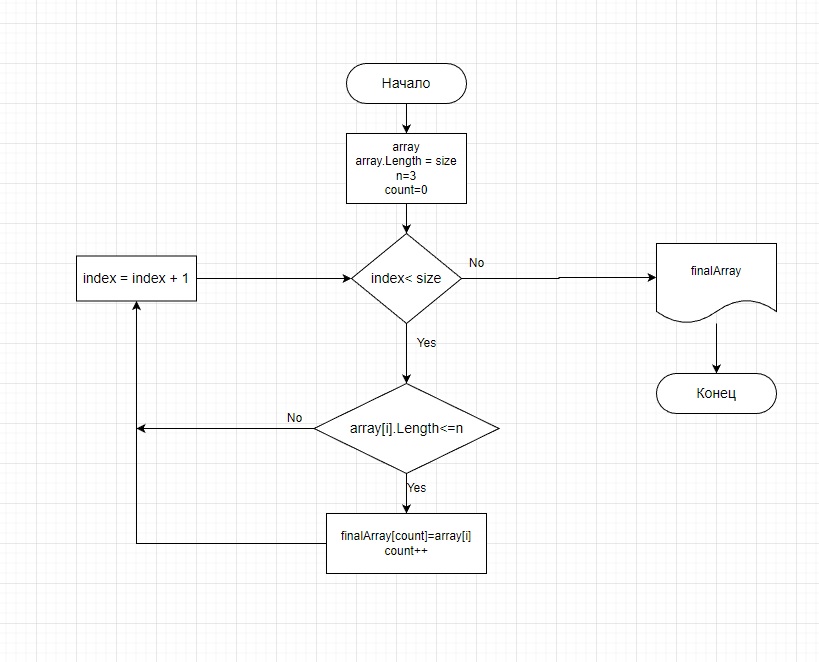 Начало
array
array.Length = size
n=3
count=0
index = index + 1
index< size
No
finalArray
Yes
Конец
No
array[i].Length<=n
Yes
finalArray[count]=array[i]
count++